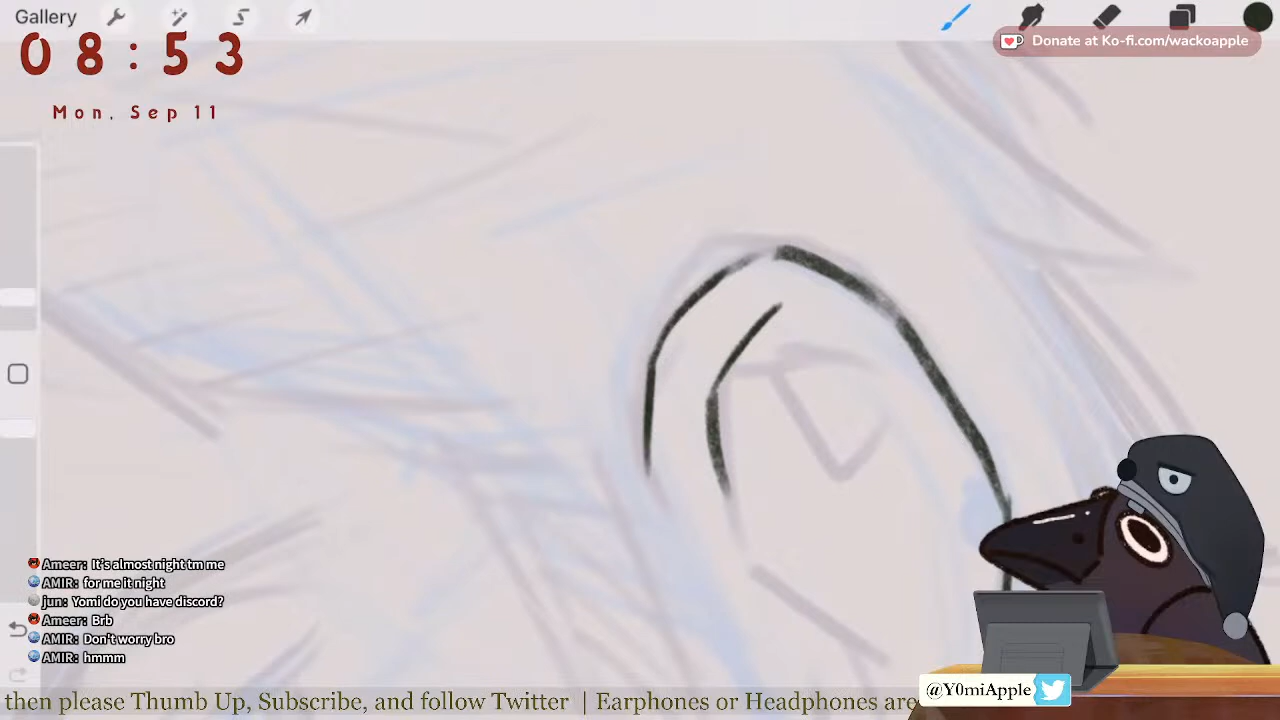 Gallery
08:53
Mon, Sep 11
Donate at Ko-fi.com/wackoapple
Ameer: It's almost night tm me
AMIR: for me it night
jun: Yomi do you have discord?
Ameer: Brb
AMIR: Don't worry bro
AMIR: hmmm
@Y0miApple
then please Thumb Up, Subscribe, and follow Twitter | Earphones or Headphones are